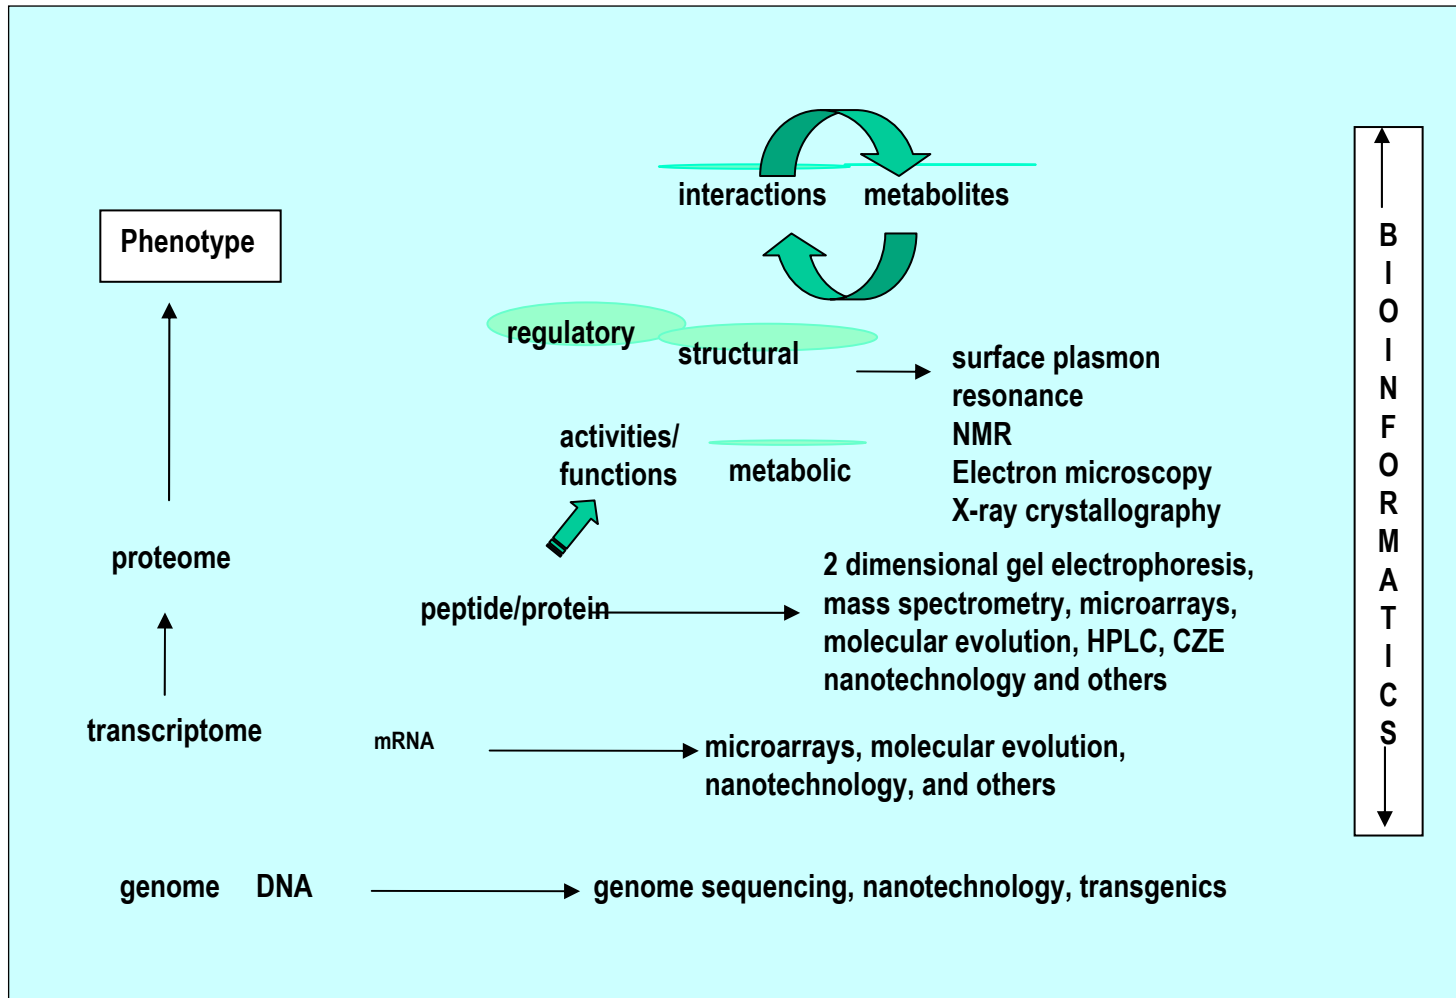 interactions metabolites
Phenotype
regulatory
structural
surface plasmon
resonance
NMR
Electron microscopy
X-ray crystallography
activities/
functions
metabolic
proteome
peptide/protein
2 dimensional gel electrophoresis,
mass spectrometry, microarrays,
molecular evolution, HPLC, CZE
nanotechnology and others
transcriptome
mRNA
microarrays, molecular evolution,
nanotechnology, and others
genome DNA
genome sequencing, nanotechnology, transgenics
B
I
O
I
N
F
O
R
M
A
T
I
C
S